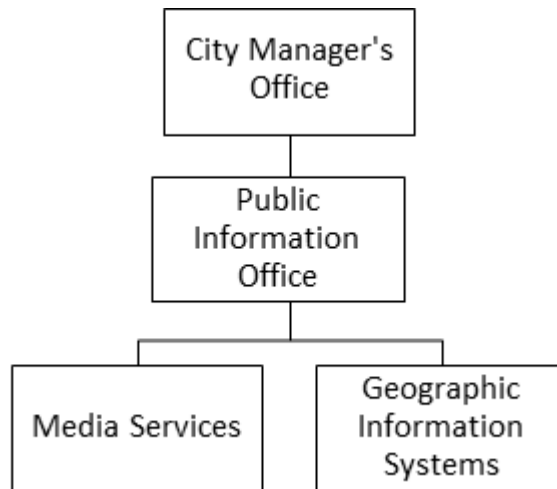 City Manager's
Office
Public
Information
Office
Media Services
Geographic
Information
Systems